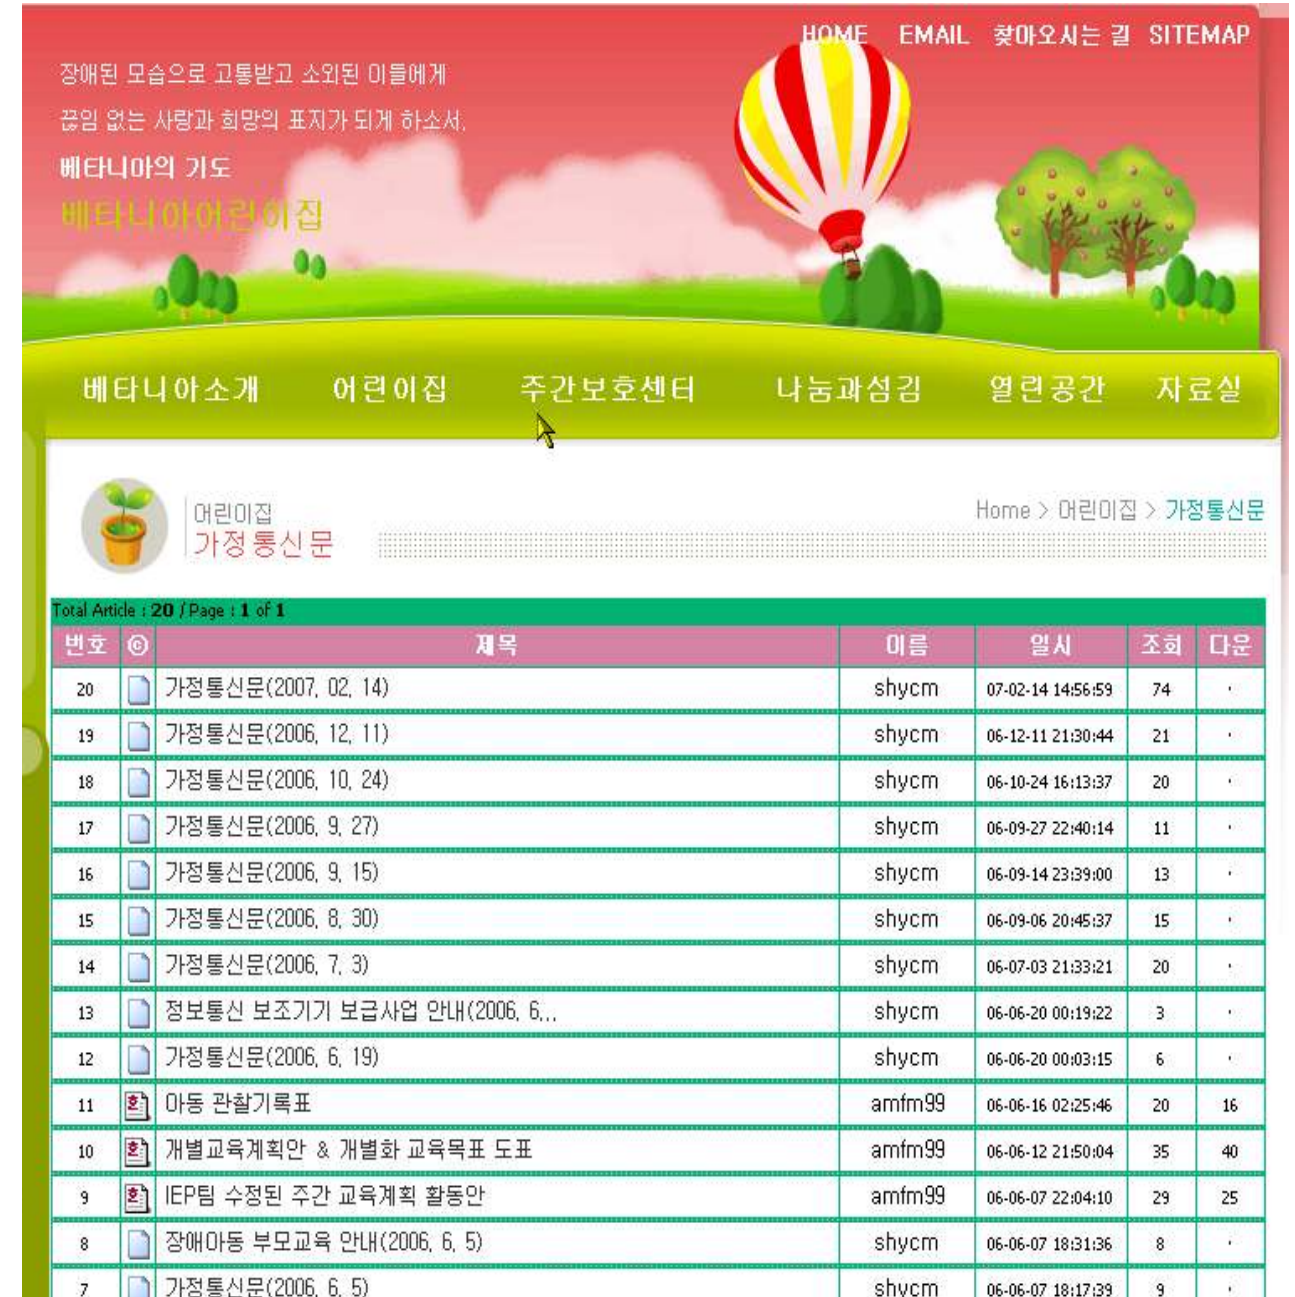 HOME EMAIL 찾아오시는 길 SITEMAP
장애된 모습으로 고통받고 소외된 이들에게
끊임 없는 사랑과 희망의 표지가 되게 하소서.
베타니아의 기도
베타니아어린이집
베타니아소개 어린이집 주간보호센터 나눔과섬김 열린공간 자료실
어린이집
가정통신문
Home > 어린이집 > 가정통신문
Total Article : 20 / Page : 1 of 1
번호 ⓒ 제목 이름 일시 조회 다운
20 가정통신문(2007, 02, 14) shycm 07-02-14 14:56:59 74 ·
19 가정통신문(2006, 12, 11) shycm 06-12-11 21:30:44 21 ·
18 가정통신문(2006, 10, 24) shycm 06-10-24 16:13:37 20 ·
17 가정통신문(2006, 9, 27) shycm 06-09-27 22:40:14 11 ·
16 가정통신문(2006, 9, 15) shycm 06-09-14 23:39:00 13 ·
15 가정통신문(2006, 8, 30) shycm 06-09-06 20:45:37 15 ·
14 가정통신문(2006, 7, 3) shycm 06-07-03 21:33:21 20 ·
13 정보통신 보조기기 보급사업 안내(2006, 6... shycm 06-06-20 00:19:22 3 ·
12 가정통신문(2006, 6, 19) shycm 06-06-20 00:03:15 6 ·
11 호 아동 관찰기록표 amfm99 06-06-16 02:25:46 20 16
10 호 개별교육계획안 & 개별화 교육목표 도표 amfm99 06-06-12 21:50:04 35 40
9 호 IEP팀 수정된 주간 교육계획 활동안 amfm99 06-06-07 22:04:10 29 25
8 장애아동 부모교육 안내(2006, 6, 5) shycm 06-06-07 18:31:36 8 ·
7 가정통신문(2006, 6, 5) shycm 06-06-07 18:17:39 9 ·